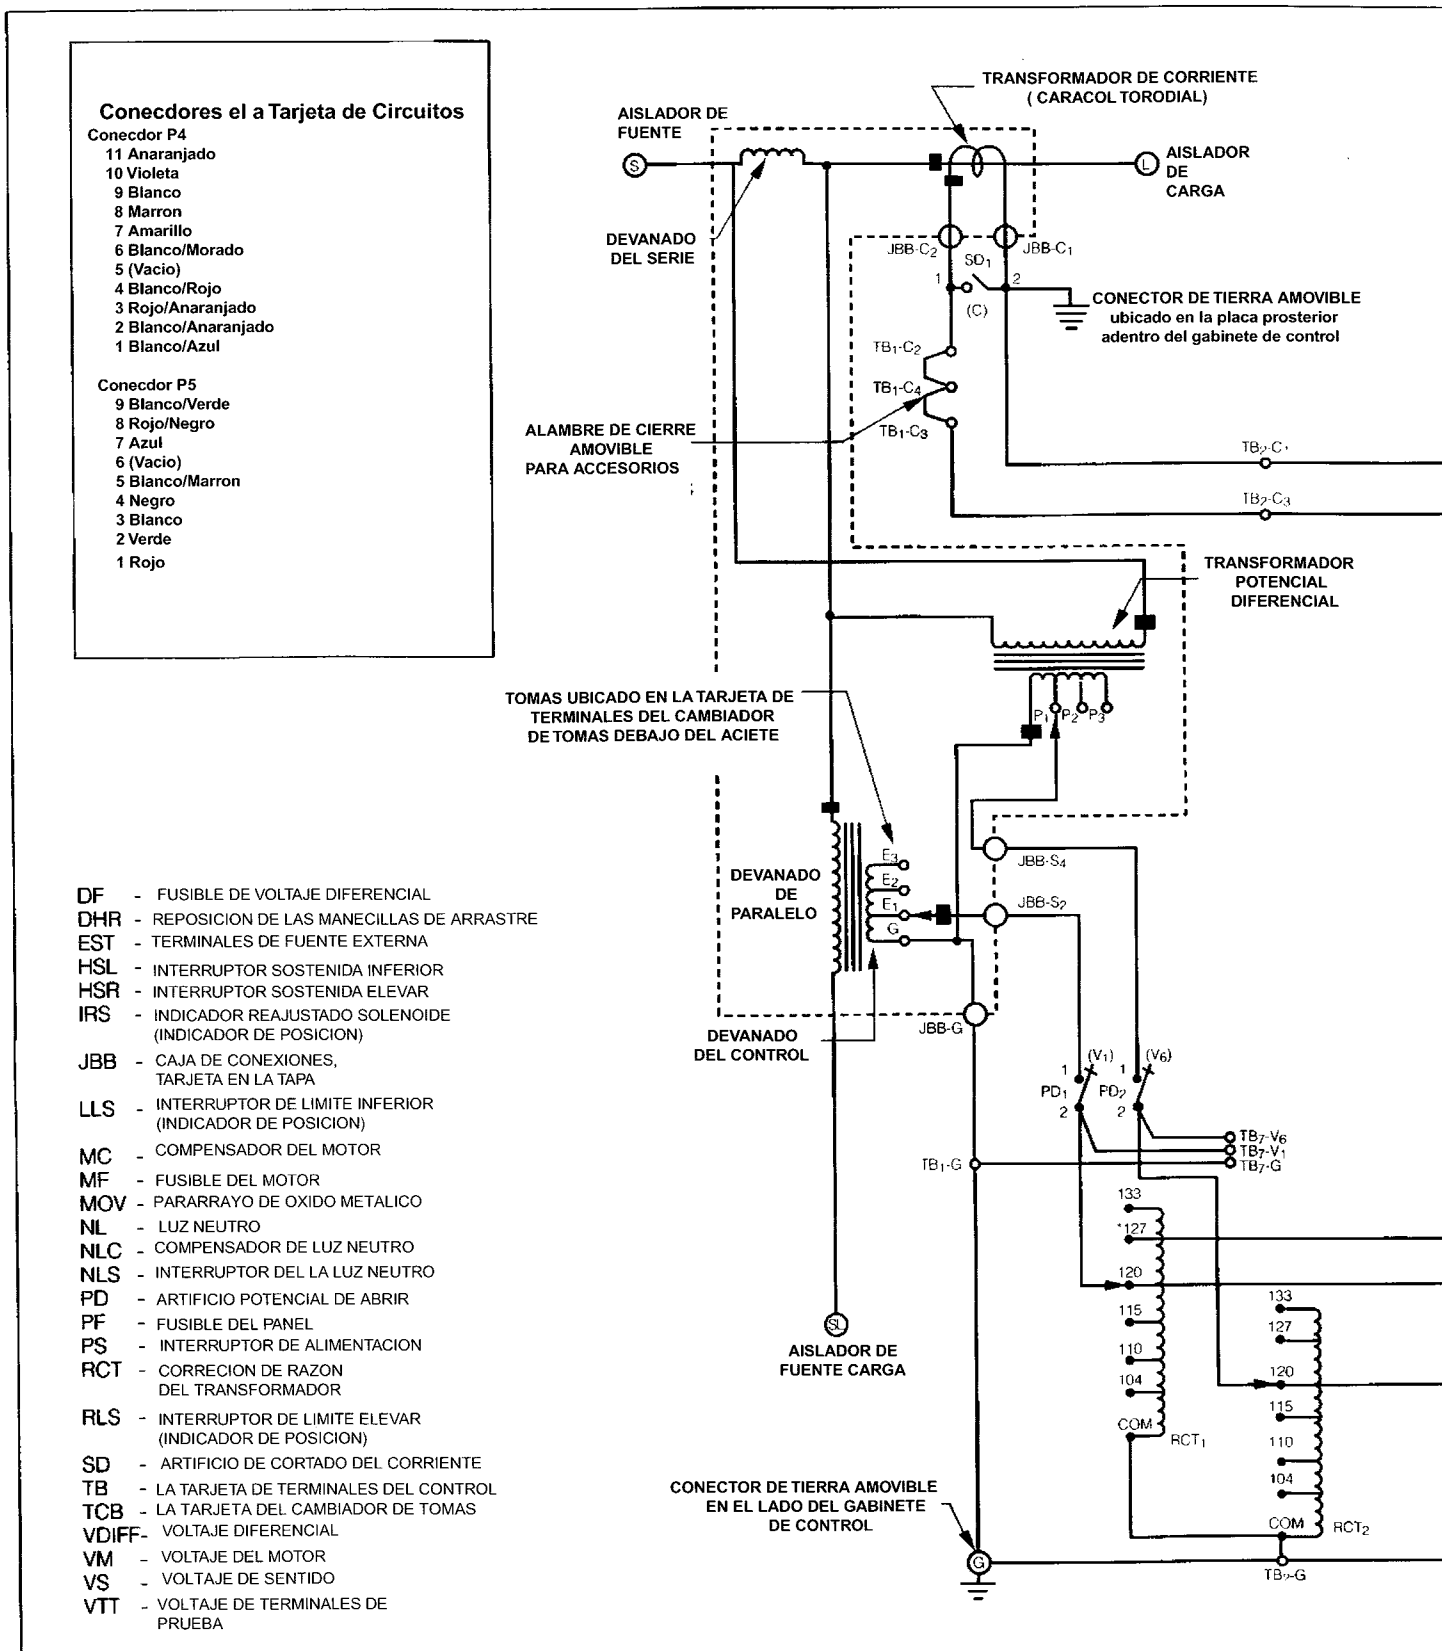 Conecdores el a Tarjeta de Circuitos
Conecdor P4
11 Anaranjado
10 Violeta
9 Blanco
8 Marron
7 Amarillo
6 Blanco/Morado
5 (Vacio)
4 Blanco/Rojo
3 Rojo/Anaranjado
2 Blanco/Anaranjado
1 Blanco/Azul
Conecdor P5
9 Blanco/Verde
8 Rojo/Negro
7 Azul
6 (Vacio)
5 Blanco/Marron
4 Negro
3 Blanco
2 Verde
1 Rojo
DF - FUSIBLE DE VOLTAJE DIFERENCIAL
DHR - REPOSICION DE LAS MANECILLAS DE ARRASTRE
EST - TERMINALES DE FUENTE EXTERNA
HSL - INTERRUPTOR SOSTENIDA INFERIOR
HSR - INTERRUPTOR SOSTENIDA ELEVAR
IRS - INDICADOR REAJUSTADO SOLENOIDE
(INDICADOR DE POSICION)
JBB - CAJA DE CONEXIONES,
TARJETA EN LA TAPA
LLS - INTERRUPTOR DE LIMITE INFERIOR
(INDICADOR DE POSICION)
MC - COMPENSADOR DEL MOTOR
MF - FUSIBLE DEL MOTOR
MOV - PARARRAYO DE OXIDO METALICO
NL - LUZ NEUTRO
NLC - COMPENSADOR DE LUZ NEUTRO
NLS - INTERRUPTOR DEL LA LUZ NEUTRO
PD - ARTIFICIO POTENCIAL DE ABRIR
PF - FUSIBLE DEL PANEL
PS - INTERRUPTOR DE ALIMENTACION
RCT - CORRECION DE RAZON
DEL TRANSFORMADOR
RLS - INTERRUPTOR DE LIMITE ELEVAR
(INDICADOR DE POSICION)
SD - ARTIFICIO DE CORTADO DEL CORRIENTE
TB - LA TARJETA DE TERMINALES DEL CONTROL
TCB - LA TARJETA DEL CAMBIADOR DE TOMAS
VDIFF- VOLTAJE DIFERENCIAL
VM - VOLTAJE DEL MOTOR
VS - VOLTAJE DE SENTIDO
VTT - VOLTAJE DE TERMINALES DE
PRUEBA
TRANSFORMADOR DE CORRIENTE
( CARACOL TORODIAL)
AISLADOR DE
FUENTE
S
L
AISLADOR
DE
CARGA
DEVANADO
DEL SERIE
JBB-C2
JBB-C1
SD1
1
2
(C)
CONECTOR DE TIERRA AMOVIBLE
ubicado en la placa prosterior
adentro del gabinete de control
TB1-C2
TB1-C4
TB1-C3
ALAMBRE DE CIERRE
AMOVIBLE
PARA ACCESORIOS
TB2-C1
TB2-C3
TRANSFORMADOR
POTENCIAL
DIFERENCIAL
P1
P2
P3
TOMAS UBICADO EN LA TARJETA DE
TERMINALES DEL CAMBIADOR
DE TOMAS DEBAJO DEL ACIETE
DEVANADO
DE
PARALELO
E3
E2
E1
G
JBB-S4
JBB-S2
JBB-G
DEVANADO
DEL CONTROL
1
(V1)
PD1
2
1
(V6)
PD2
2
TB7-V6
TB7-V1
TB7-G
TB1-G
133
*127
120
115
110
104
COM
RCT1
133
127
120
115
110
104
COM
RCT2
SL
AISLADOR DE
FUENTE CARGA
CONECTOR DE TIERRA AMOVIBLE
EN EL LADO DEL GABINETE
DE CONTROL
G
TB2-G